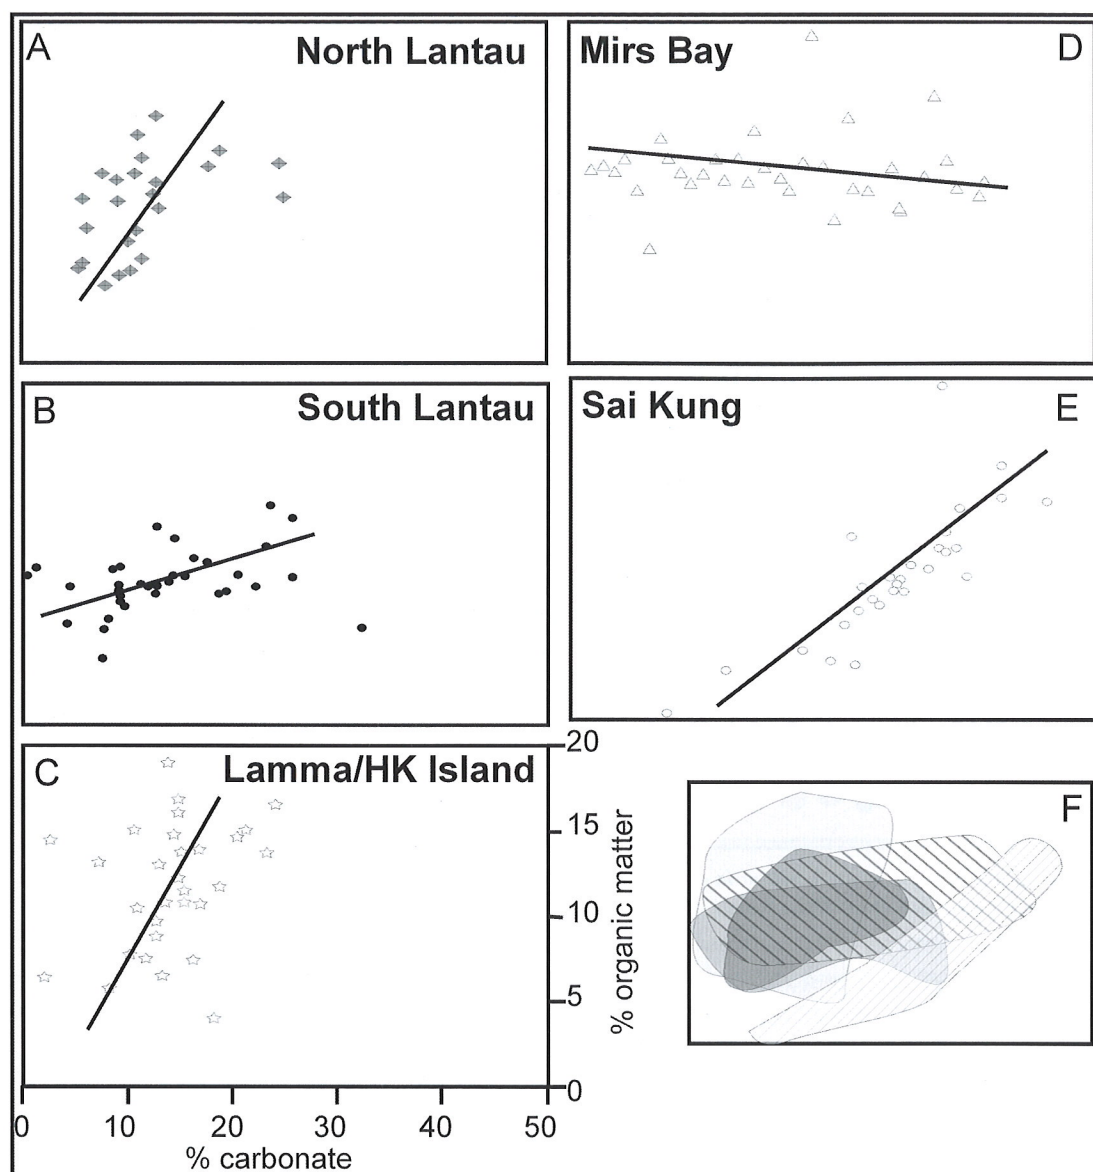 A
North Lantau
Mirs Bay
D
B
South Lantau
Sai Kung
E
C
Lamma/HK Island
F
20
15
10
5
0
% organic matter
0 10 20 30 40 50
% carbonate